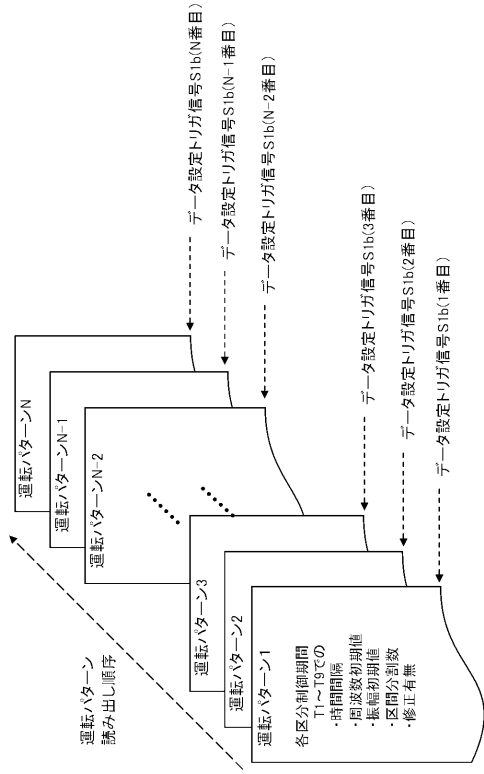 運転パターン
読み出し順序
運転パターンN
運転パターンN-1
運転パターンN-2
運転パターン3
運転パターン2
運転パターン1
各区分制御期間
T1～T9での
・時間間隔
・周波数初期値
・振幅初期値
・区間分割数
・修正有無
データ設定トリガ信号S1b(N番目)
データ設定トリガ信号S1b(N-1番目)
データ設定トリガ信号S1b(N-2番目)
データ設定トリガ信号S1b(3番目)
データ設定トリガ信号S1b(2番目)
データ設定トリガ信号S1b(1番目)